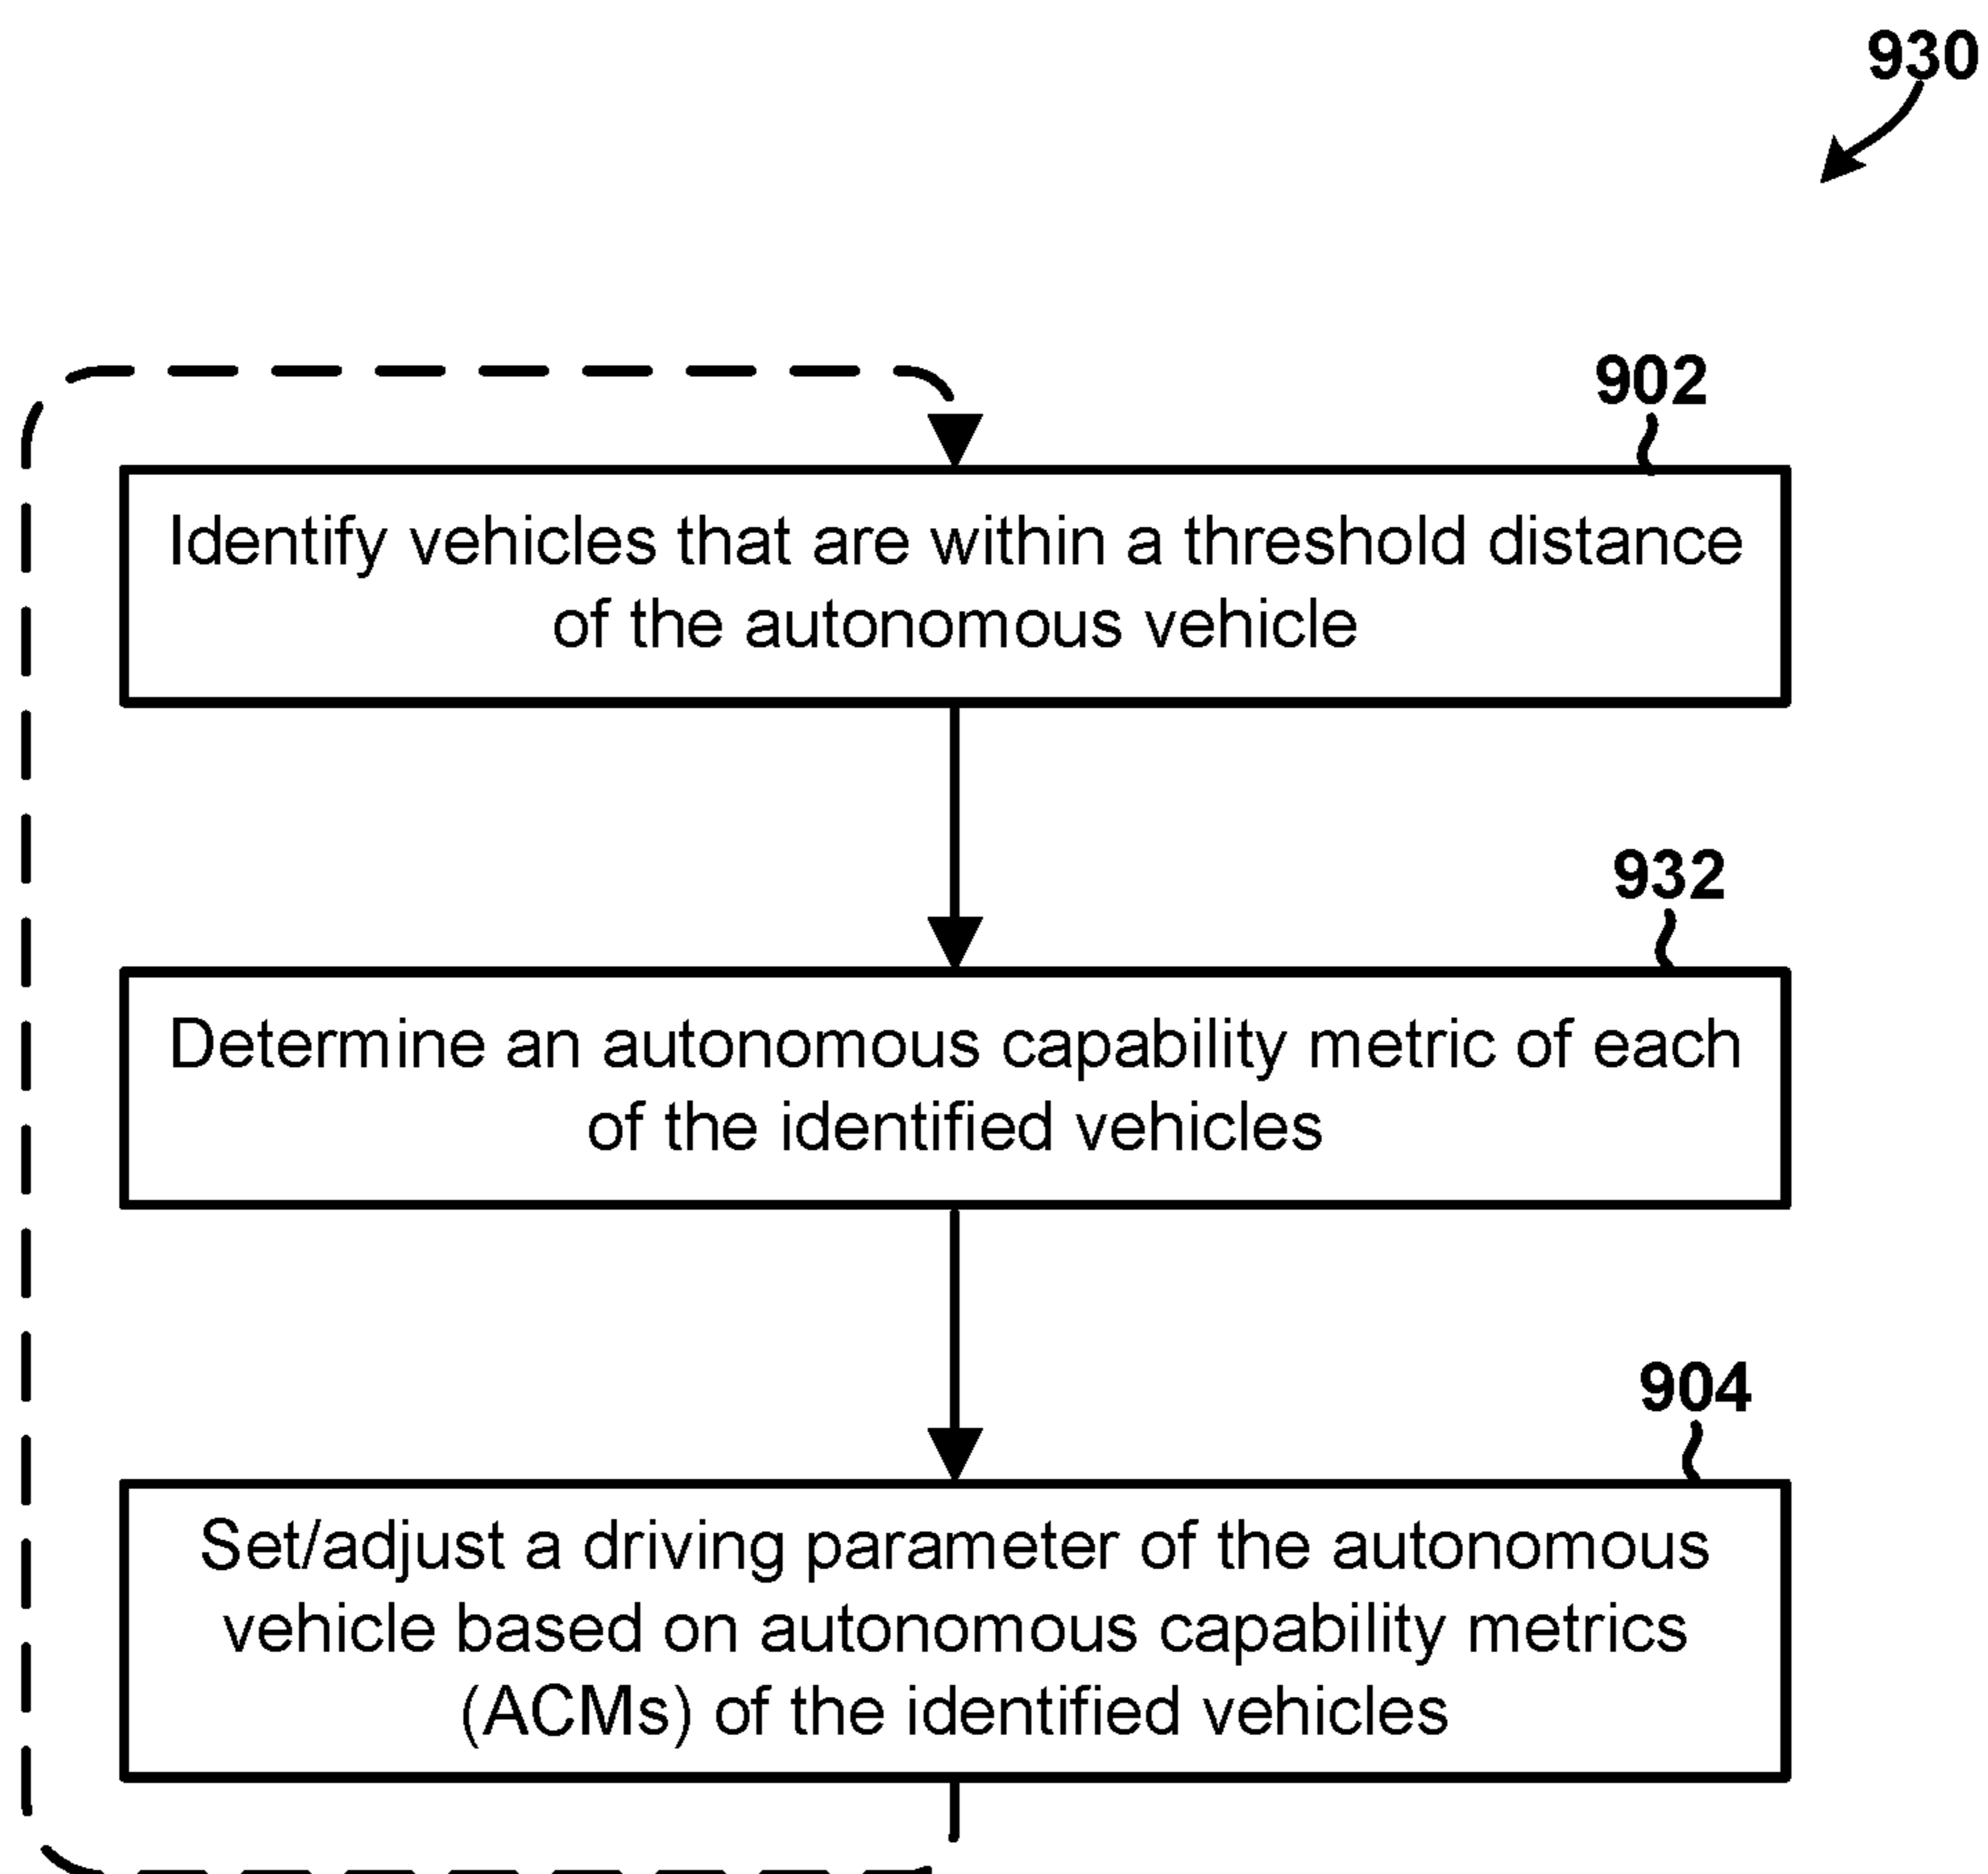 930
902
Identify vehicles that are within a threshold distance
of the autonomous vehicle
932
Determine an autonomous capability metric of each
of the identified vehicles
904
Set/adjust a driving parameter of the autonomous
vehicle based on autonomous capability metrics
(ACMs) of the identified vehicles